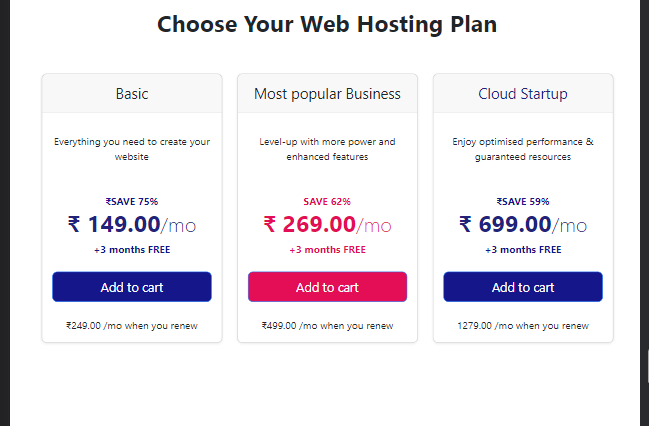 Choose Your Web Hosting Plan
Basic
Everything you need to create your
website
₹SAVE 75%
₹ 149.00/mo
+3 months FREE
Add to cart
₹249.00 /mo when you renew
Most popular Business
Level-up with more power and
enhanced features
SAVE 62%
₹ 269.00/mo
+3 months FREE
Add to cart
₹499.00 /mo when you renew
Cloud Startup
Enjoy optimised performance &
guaranteed resources
₹SAVE 59%
₹ 699.00/mo
+3 months FREE
Add to cart
1279.00 /mo when you renew